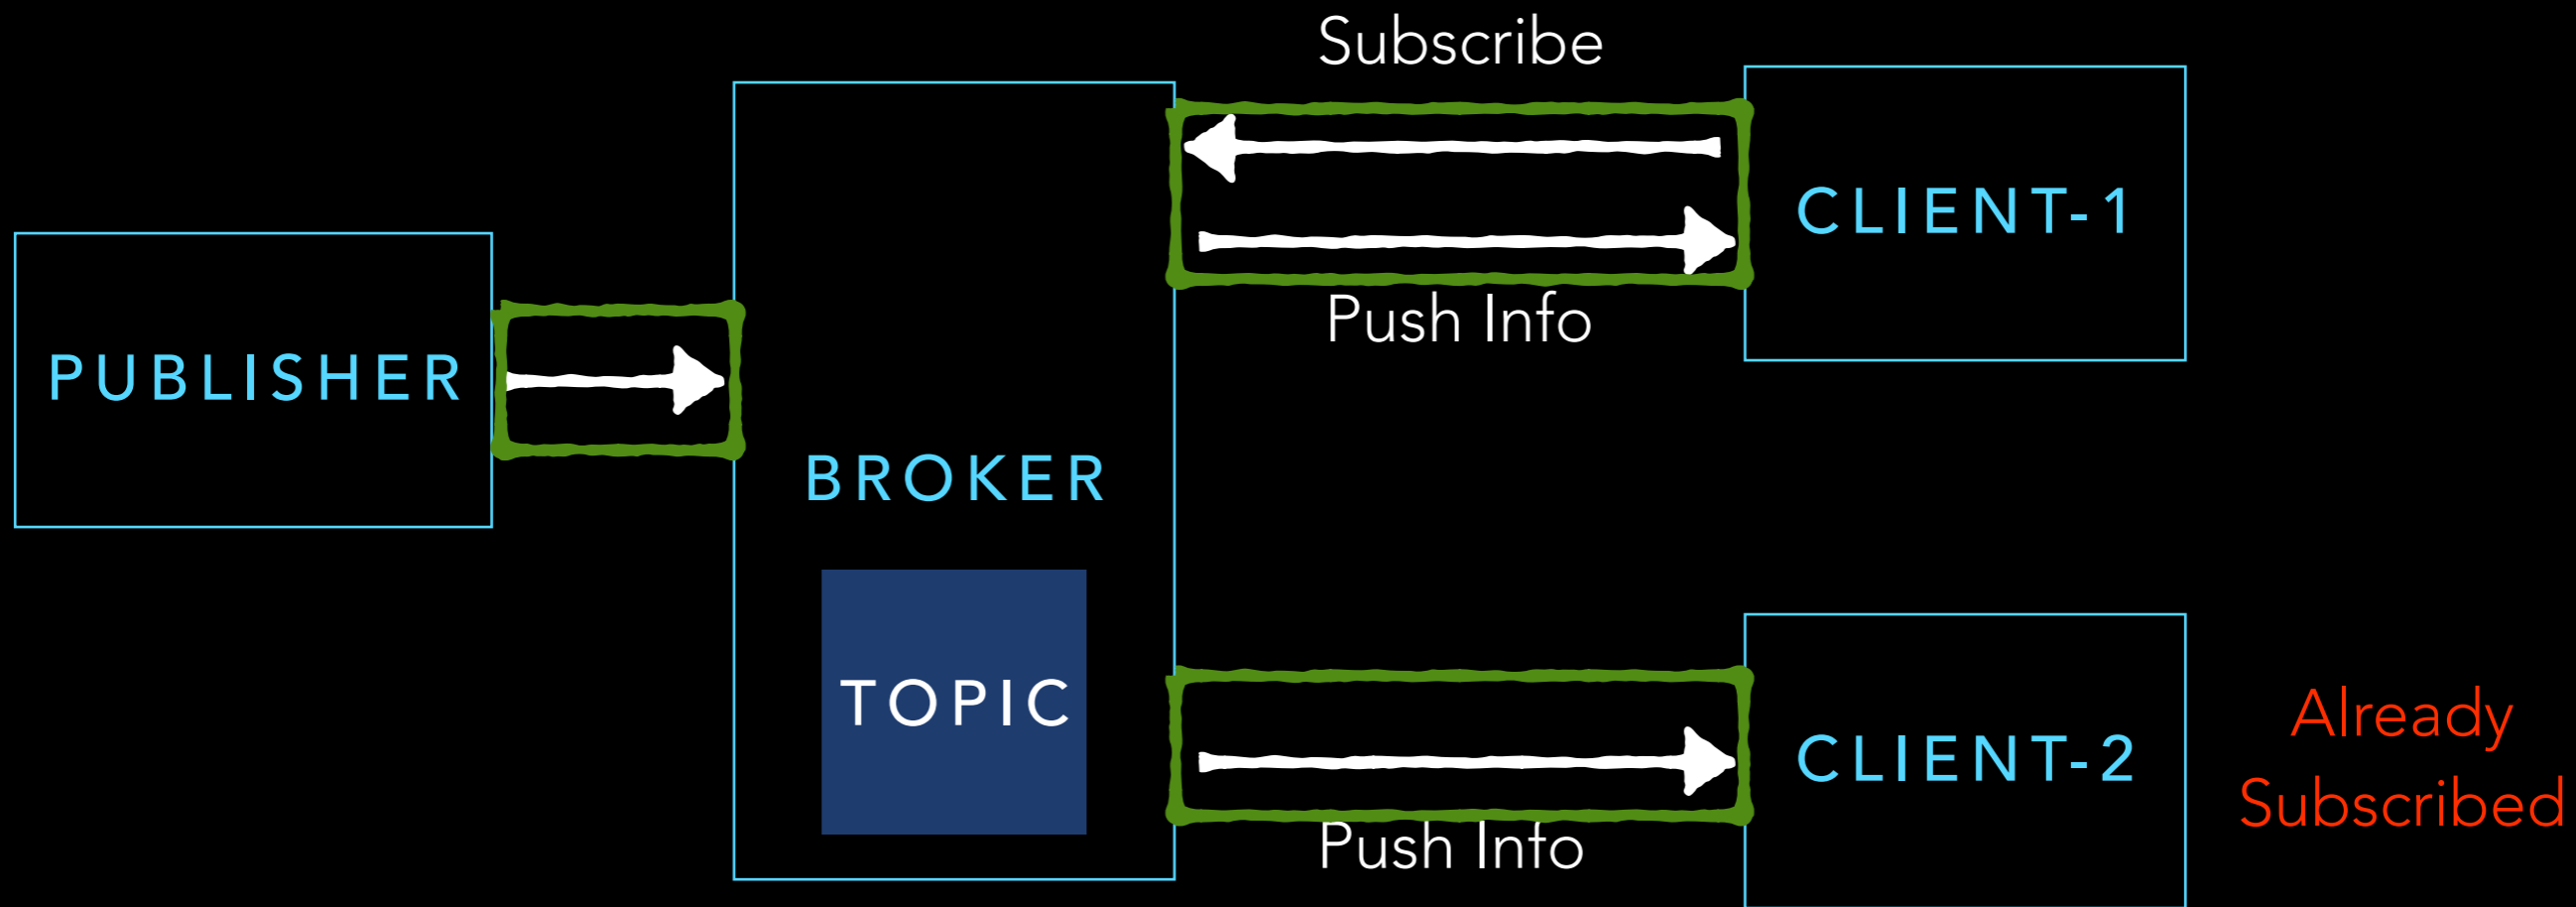 Subscribe
CLIENT-1
Push Info
PUBLISHER
BROKER
TOPIC
CLIENT-2
Already
Subscribed
Push Info